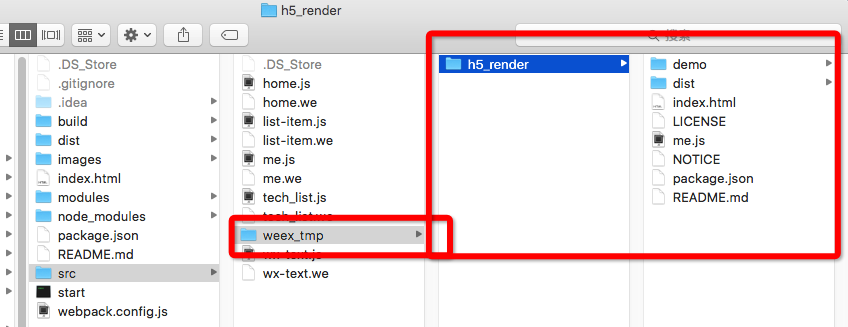 h5_render
搜索
.DS_Store
.gitignore
.idea
build
dist
images
index.html
modules
node_modules
package.json
README.md
src
start
webpack.config.js
.DS_Store
home.js
home.we
list-item.js
list-item.we
me.js
me.we
tech_list.js
tech_list.we
weex_tmp
wx-text.js
wx-text.we
h5_render
demo
dist
index.html
LICENSE
me.js
NOTICE
package.json
README.md